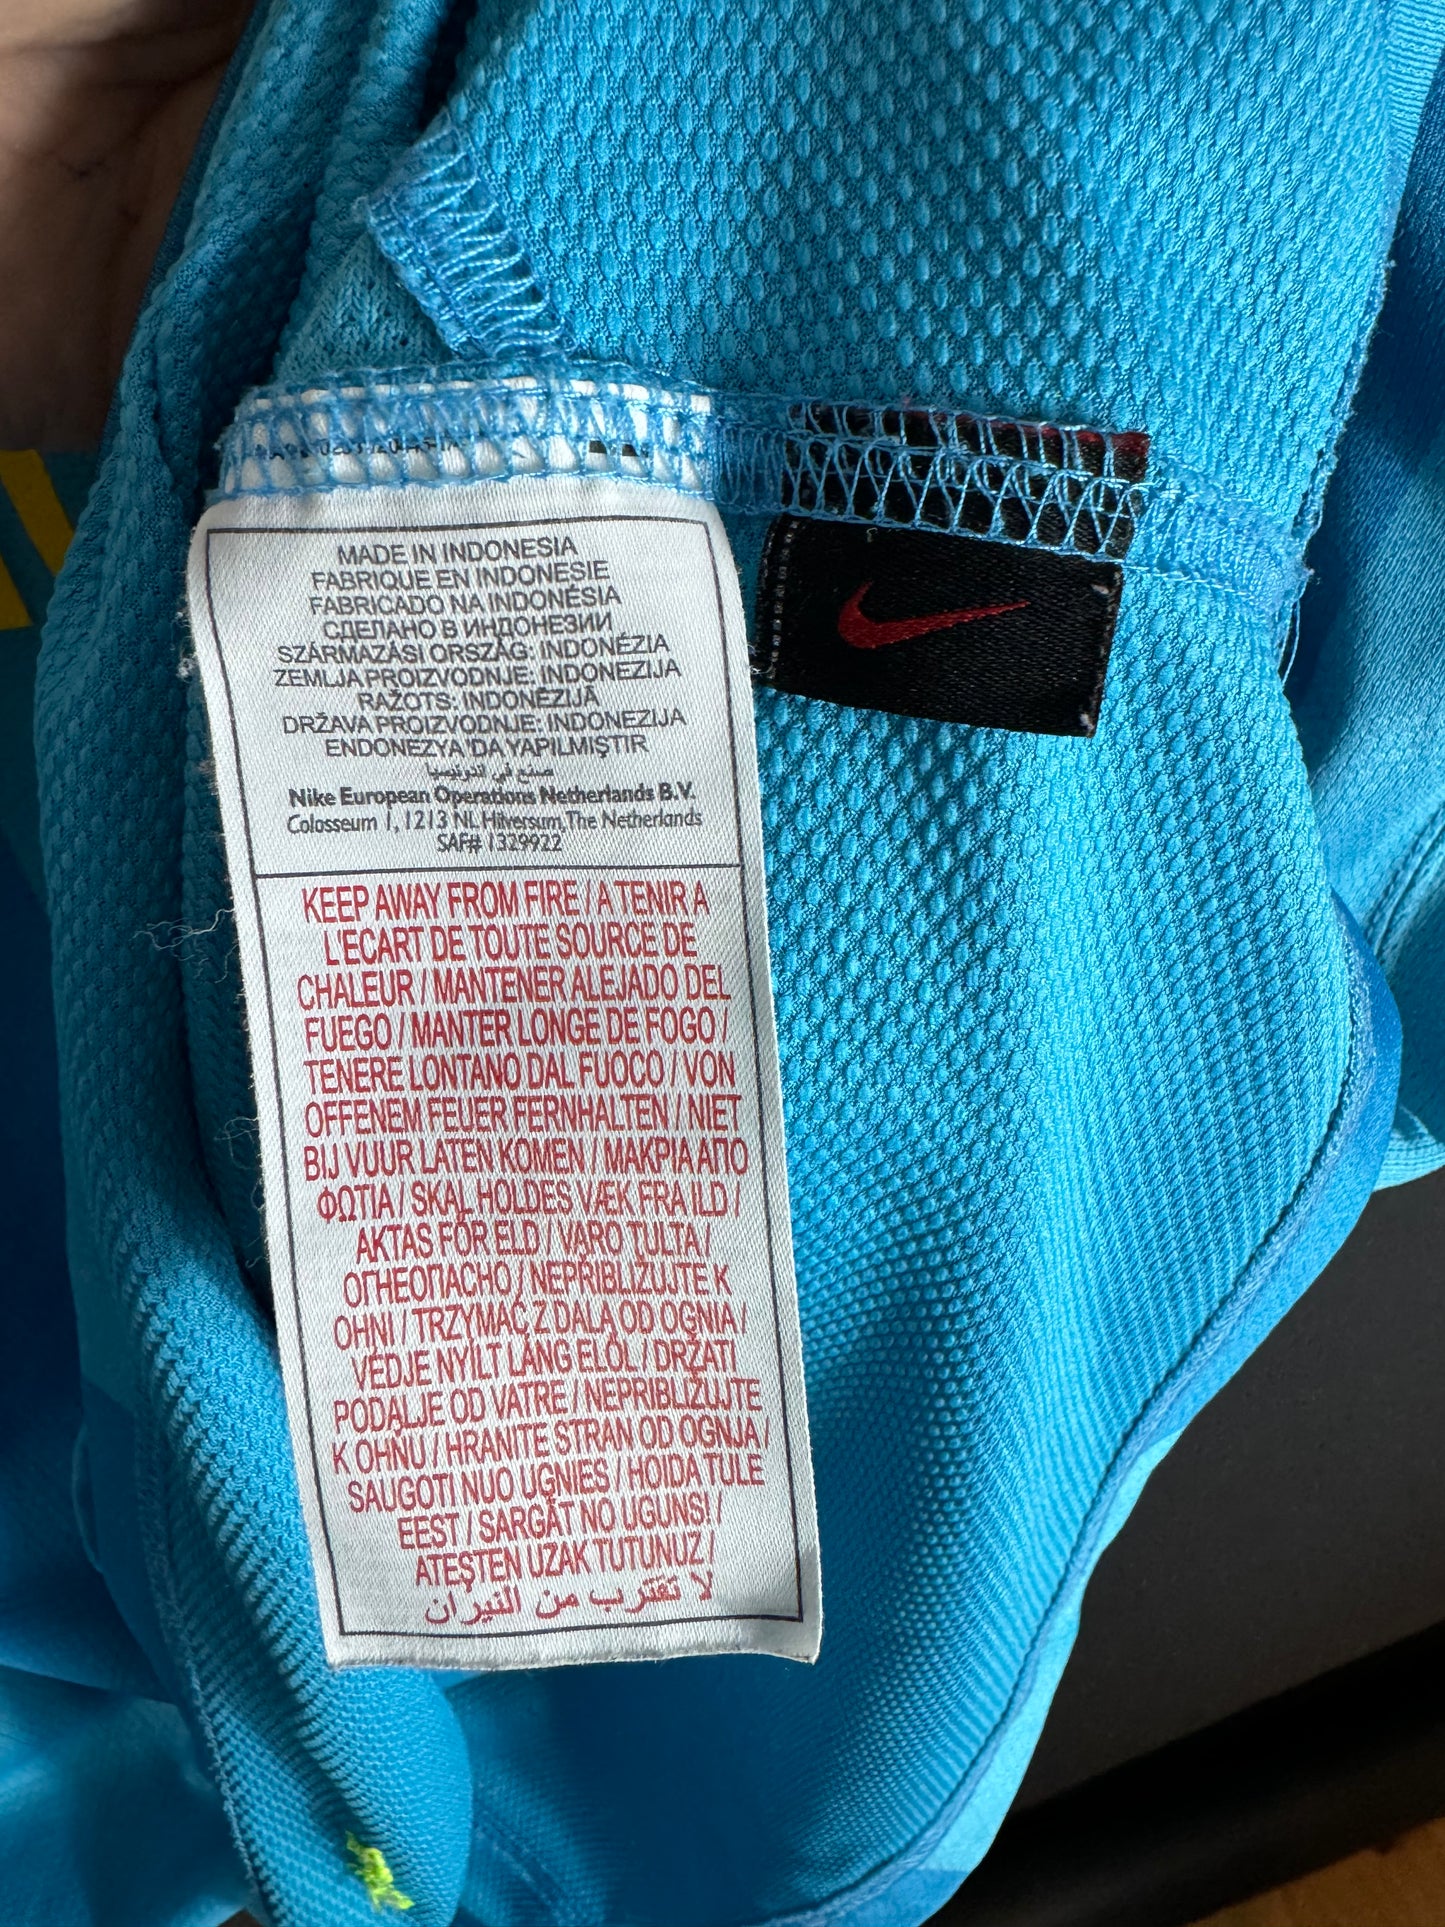 MADE IN INDONESIA
FABRIQUE EN INDONESIE
FABRICADO NA INDONÉSIA
СДЕЛАНО В ИНДОНЕЗИИ
SZÁRMAZÁSI ORSZÁG: INDONÉZIA
ZEMLJA PROIZVODNJE: INDONEZIJA
RAŽOTS: INDONĒZIJĀ
DRŽAVA PROIZVODNJE: INDONEZIJA
ENDONEZYA 'DA YAPILMIŞTIR
صنع في اندونيسيا
Nike European Operations Netherlands B.V.
Colosseum 1, 1213 NL Hilversum, The Netherlands
SAF# 1329922
KEEP AWAY FROM FIRE / A TENIR A
L'ECART DE TOUTE SOURCE DE
CHALEUR / MANTENER ALEJADO DEL
FUEGO / MANTER LONGE DE FOGO /
TENERE LONTANO DAL FUOCO / VON
OFFENEM FEUER FERNHALTEN / NIET
BIJ VUUR LATEN KOMEN / ΜΑΚΡΙΑ ΑΠΟ
ΦΩΤΙΑ / SKAL HOLDES VÆK FRA ILD /
AKTAS FÖR ELD / VARO TULTA /
ОГНЕОПАСНО / NEPŘIBLIŽUJTE K
OHNI / TRZYMAĆ Z DALA OD OGNIA /
VÉDJE NYÍLT LÁNG ELŐL / DRŽATI
PODALJE OD VATRE / NEPRIBLIŽUJTE
K OHŇU / HRANITE STRAN OD OGNJA /
SAUGOTI NUO UGNIES / HOIDA TULE
EEST / SARGĀT NO UGUNS! /
ATEŞTEN UZAK TUTUNUZ /
لا تقترب من النيران